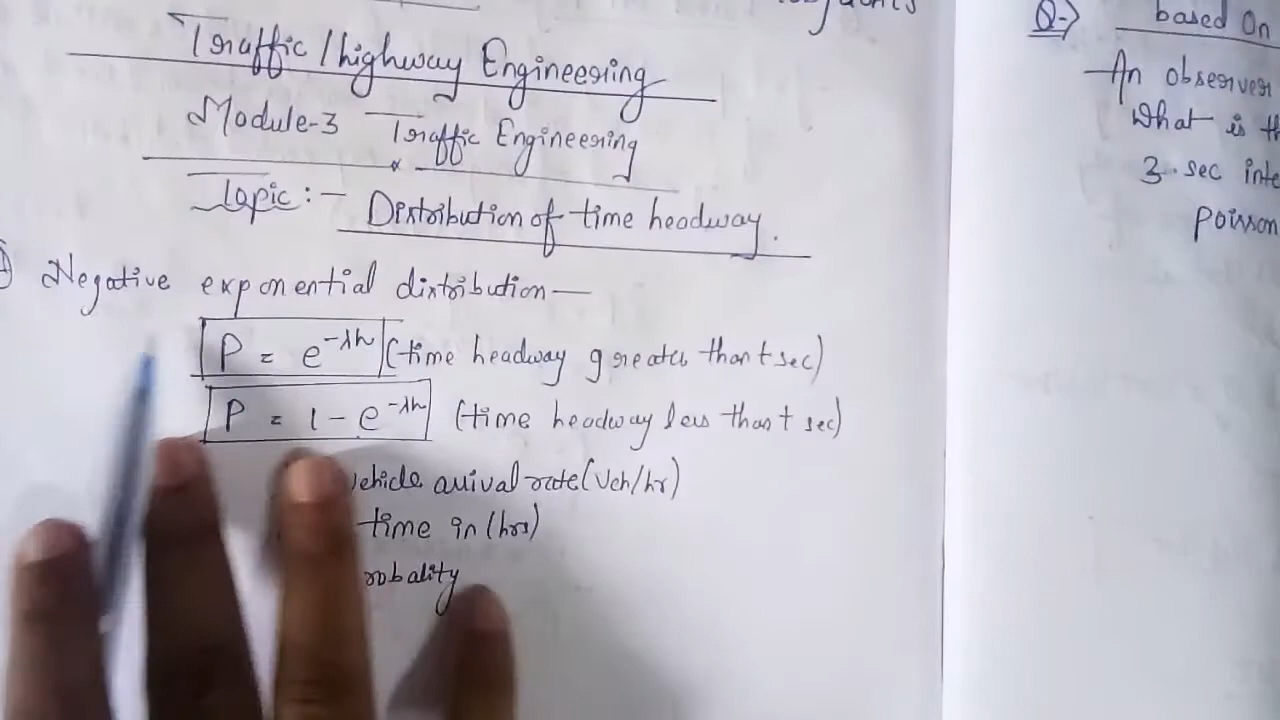 Traffic / highway Engineering
Module-3 Traffic Engineering
Topic:- Distribution of time headway.
Negative exponential distribution —
P = e^-λh (time headway greater than t sec)
P = 1 - e^-λh (time headway less than t sec)
vehicle arrival rate (Veh/hr)
time in (hrs)
robality
Q-> based On
An observer
What is th
3. sec inte
poisson